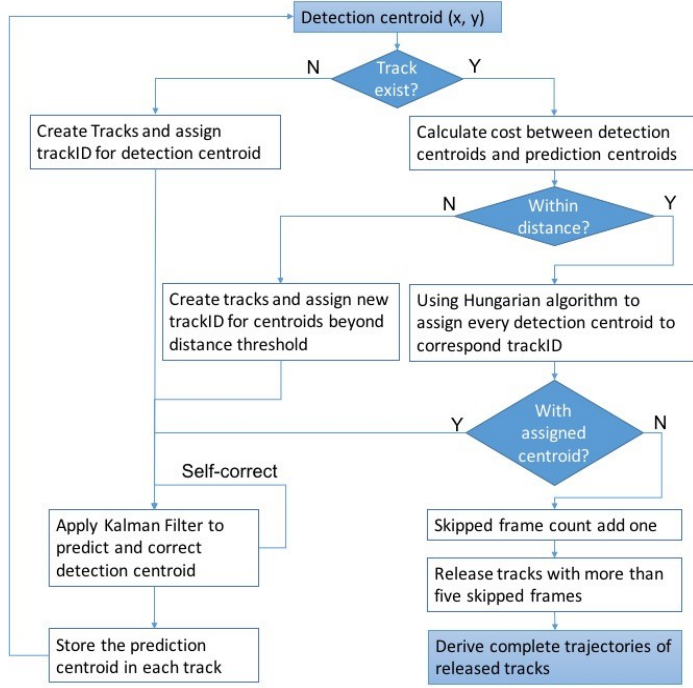 Detection centroid (x, y)
N
Track
exist?
Y
Create Tracks and assign
trackID for detection centroid
Calculate cost between detection
centroids and prediction centroids
N
Within
distance?
Y
Create tracks and assign new
trackID for centroids beyond
distance threshold
Using Hungarian algorithm to
assign every detection centroid to
correspond trackID
Y
With
assigned
centroid?
N
Self-correct
Apply Kalman Filter to
predict and correct
detection centroid
Skipped frame count add one
Release tracks with more than
five skipped frames
Store the prediction
centroid in each track
Derive complete trajectories of
released tracks